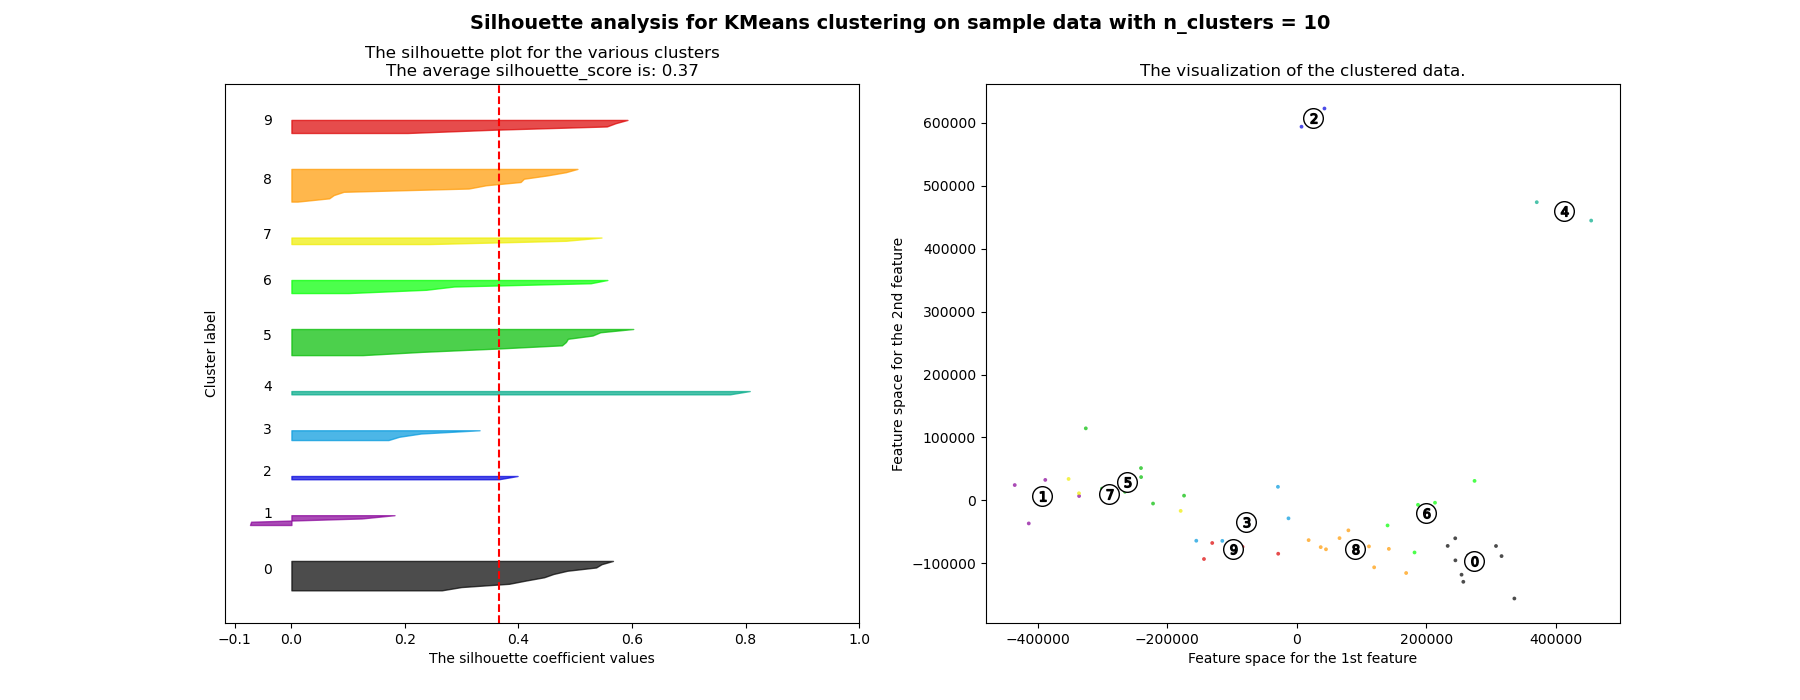 Silhouette analysis for KMeans clustering on sample data with n_clusters = 10
The silhouette plot for the various clusters
The average silhouette_score is: 0.37
9
8
7
6
5
4
3
2
1
0
Cluster label
−0.1 0.0 0.2 0.4 0.6 0.8 1.0
The silhouette coefficient values
The visualization of the clustered data.
600000
500000
400000
300000
200000
100000
0
−100000
Feature space for the 2nd feature
2
4
5
1
7
6
3
9
8
0
−400000 −200000 0 200000 400000
Feature space for the 1st feature